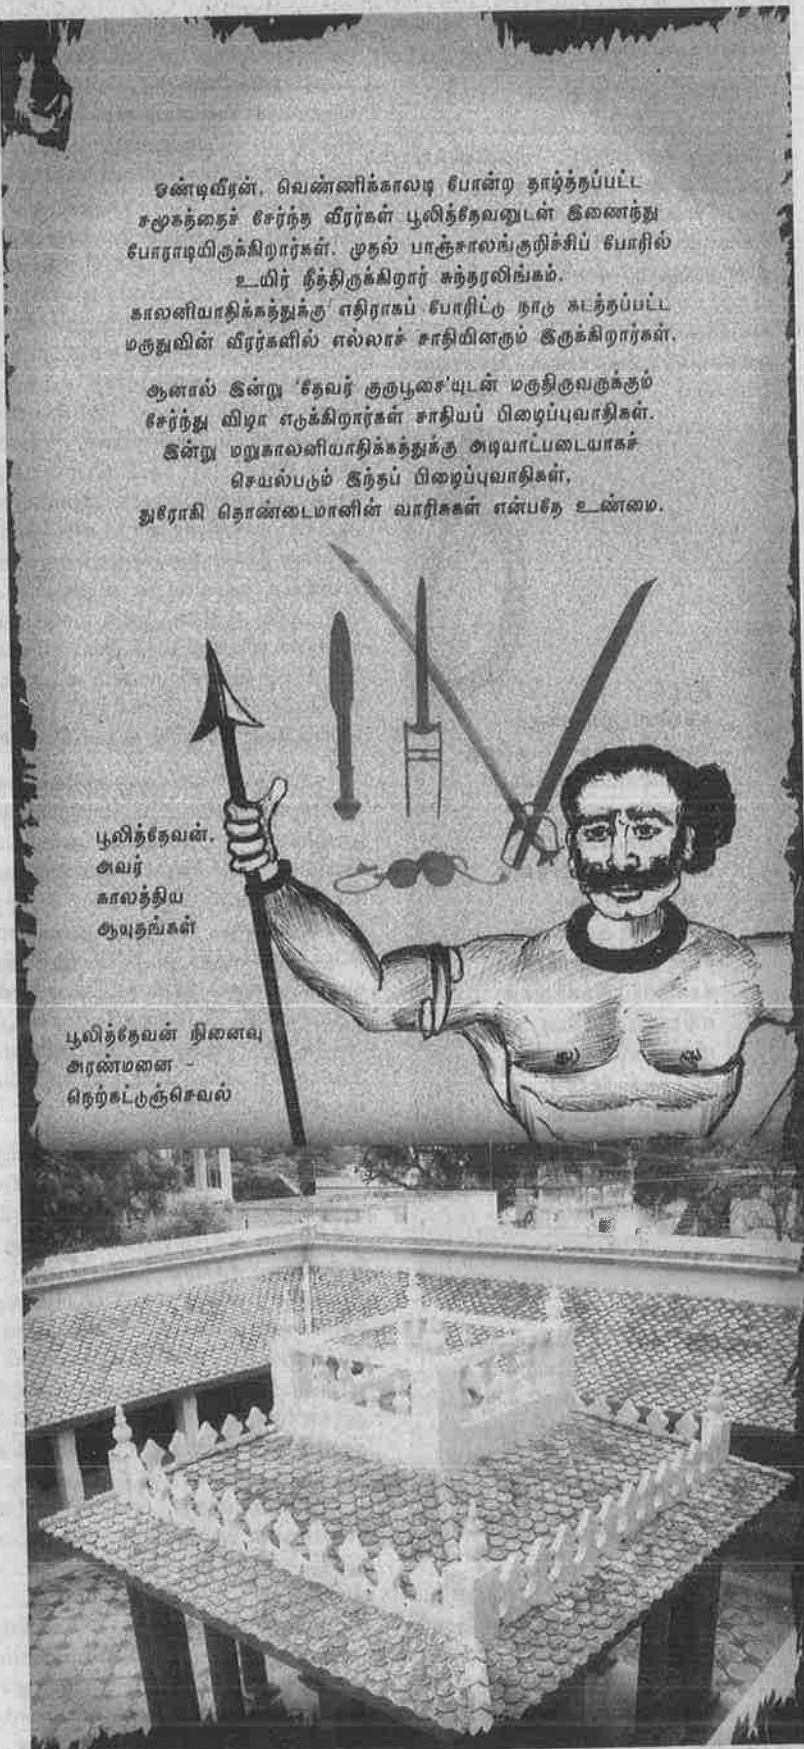 ஒண்டிவீரன், வெண்ணிக்காலடி போன்ற தாழ்த்தப்பட்ட
சமூகத்தைச் சேர்ந்த வீரர்கள் பூலித்தேவனுடன் இணைந்து
போராடியிருக்கிறார்கள். முதல் பாஞ்சாலங்குறிச்சிப் போரில்
உயிர் நீத்திருக்கிறார் சுந்தரலிங்கம்.
காலனியாதிக்கத்துக்கு எதிராகப் போரிட்டு நாடு கடத்தப்பட்ட
மருதுவின் வீரர்களில் எல்லாச் சாதியினரும் இருக்கிறார்கள்.
ஆனால் இன்று 'தேவர் குருபூசை'யுடன் மருதிருவருக்கும்
சேர்ந்து விழா எடுக்கிறார்கள் சாதியப் பிழைப்புவாதிகள்.
இன்று மறுகாலனியாதிக்கத்துக்கு அடியாட்படையாகச்
செயல்படும் இந்தப் பிழைப்புவாதிகள்,
துரோகி தொண்டைமானின் வாரிசுகள் என்பதே உண்மை.
பூலித்தேவன்,
அவர்
காலத்திய
ஆயுதங்கள்
பூலித்தேவன் நினைவு
அரண்மனை -
நெற்கட்டுஞ்செவல்